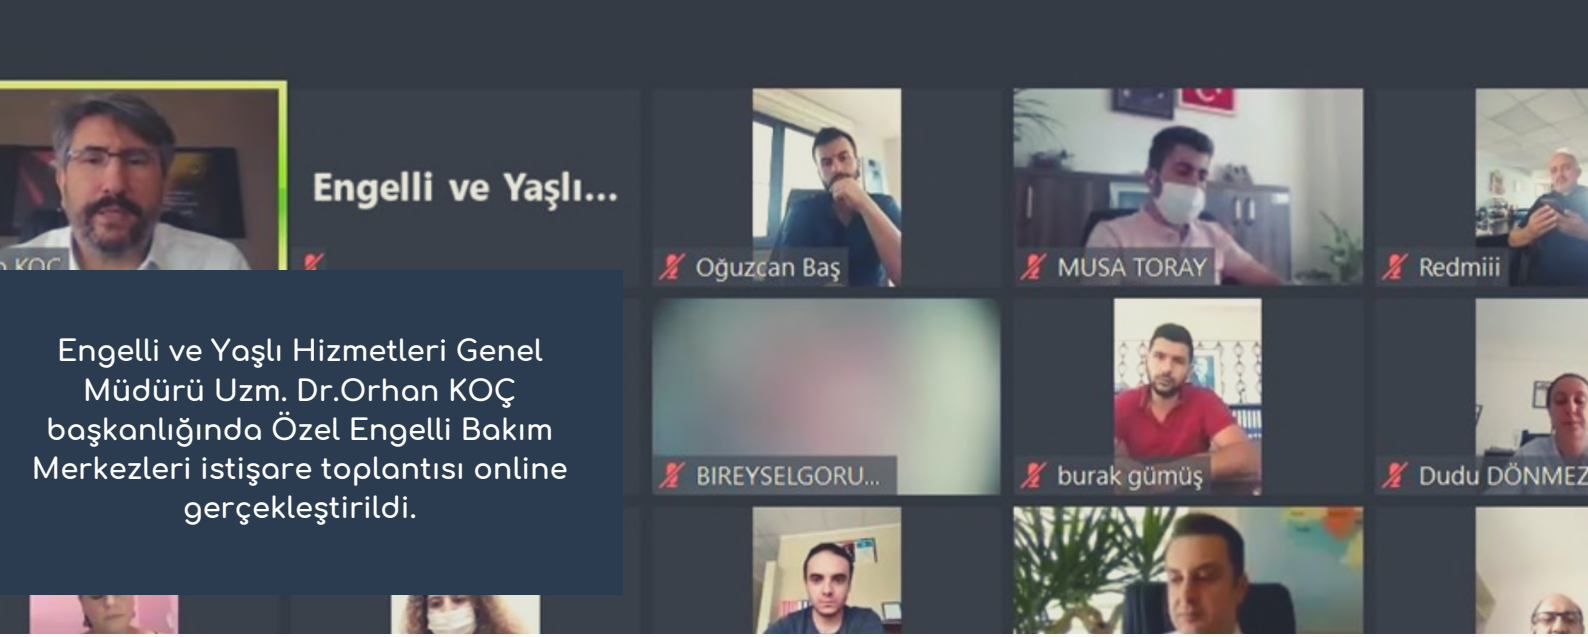 KOÇ
Engelli ve Yaşlı...
Oğuzcan Baş
MUSA TORAY
Redmiii
Engelli ve Yaşlı Hizmetleri Genel
Müdürü Uzm. Dr.Orhan KOÇ
başkanlığında Özel Engelli Bakım
Merkezleri istişare toplantısı online
gerçekleştirildi.
BIREYSELGORU...
burak gümüş
Dudu DÖNMEZ